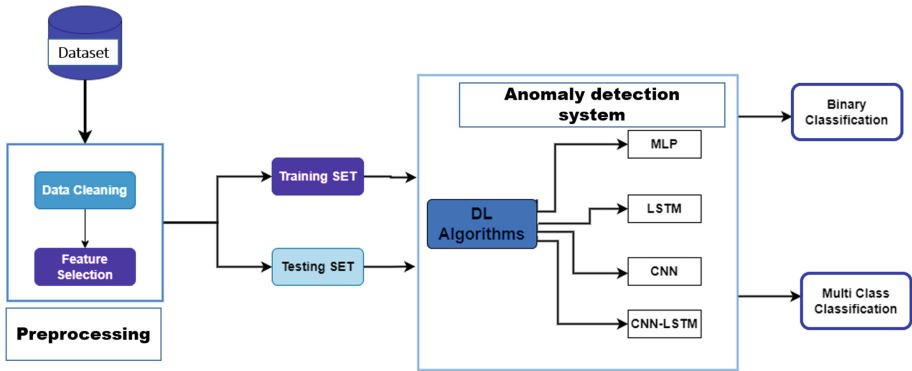 Dataset
Data Cleaning
Feature
Selection
Preprocessing
Training SET
Testing SET
Anomaly detection
system
DL
Algorithms
MLP
LSTM
CNN
CNN-LSTM
Binary
Classification
Multi Class
Classification